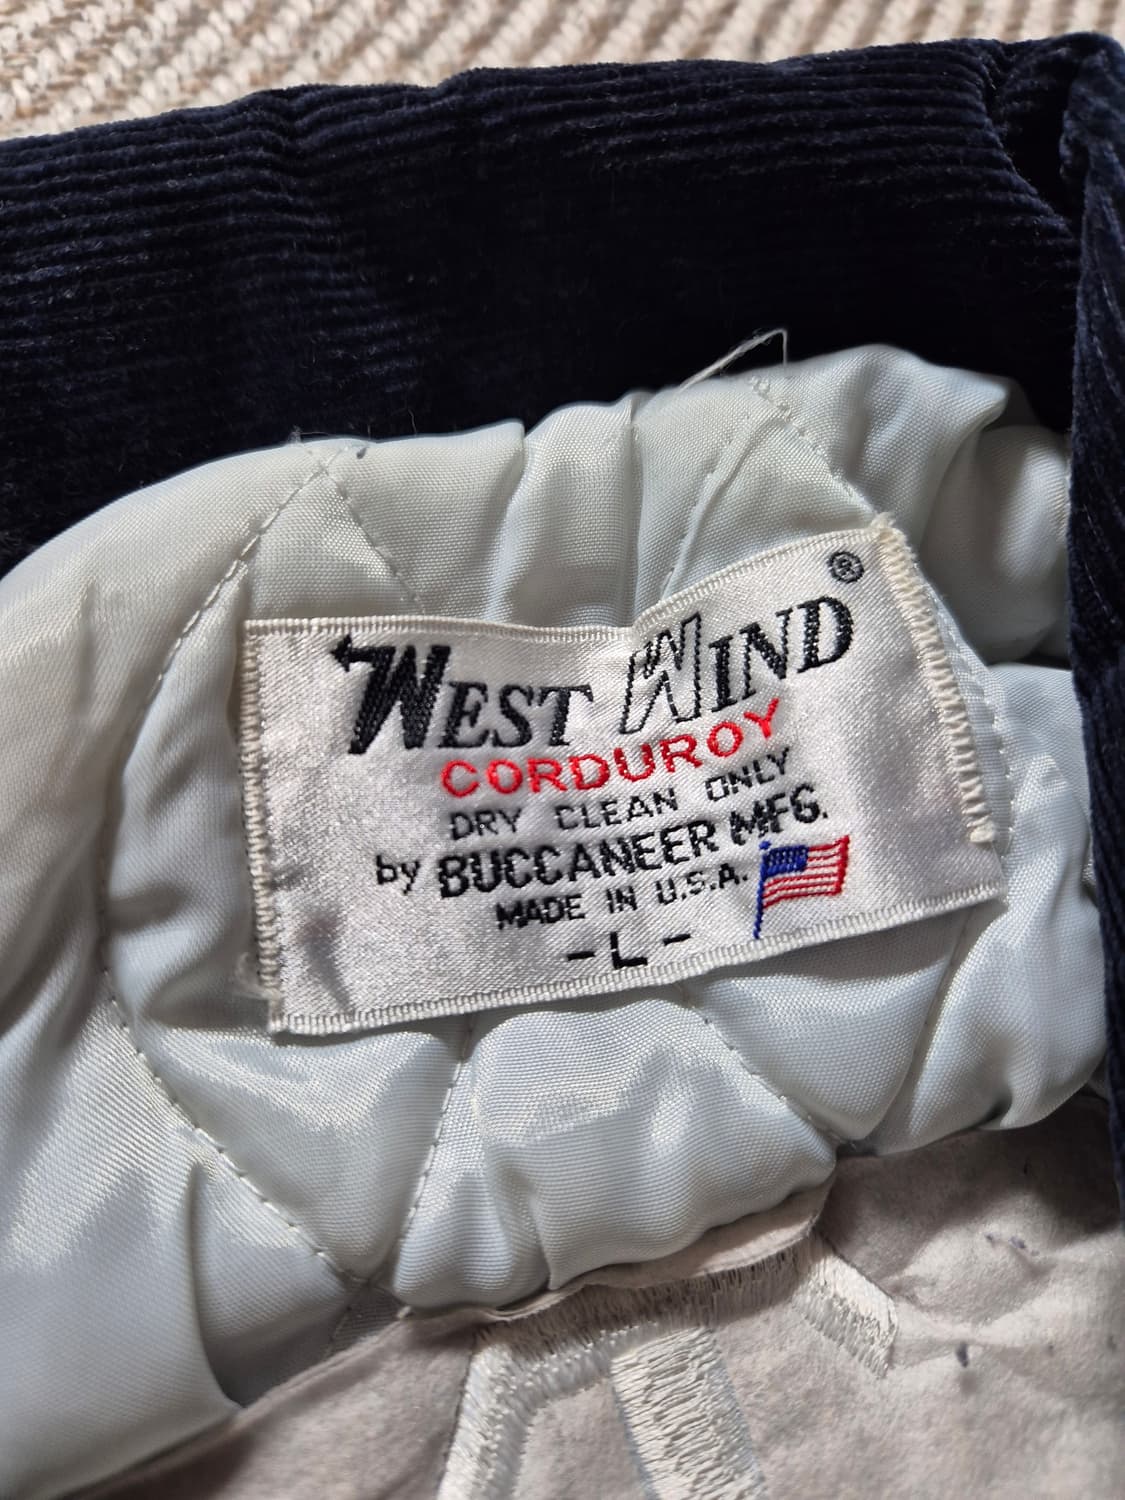 WEST WIND®
CORDUROY
DRY CLEAN ONLY
by BUCCANEER MFG.
MADE IN U.S.A.
- L -